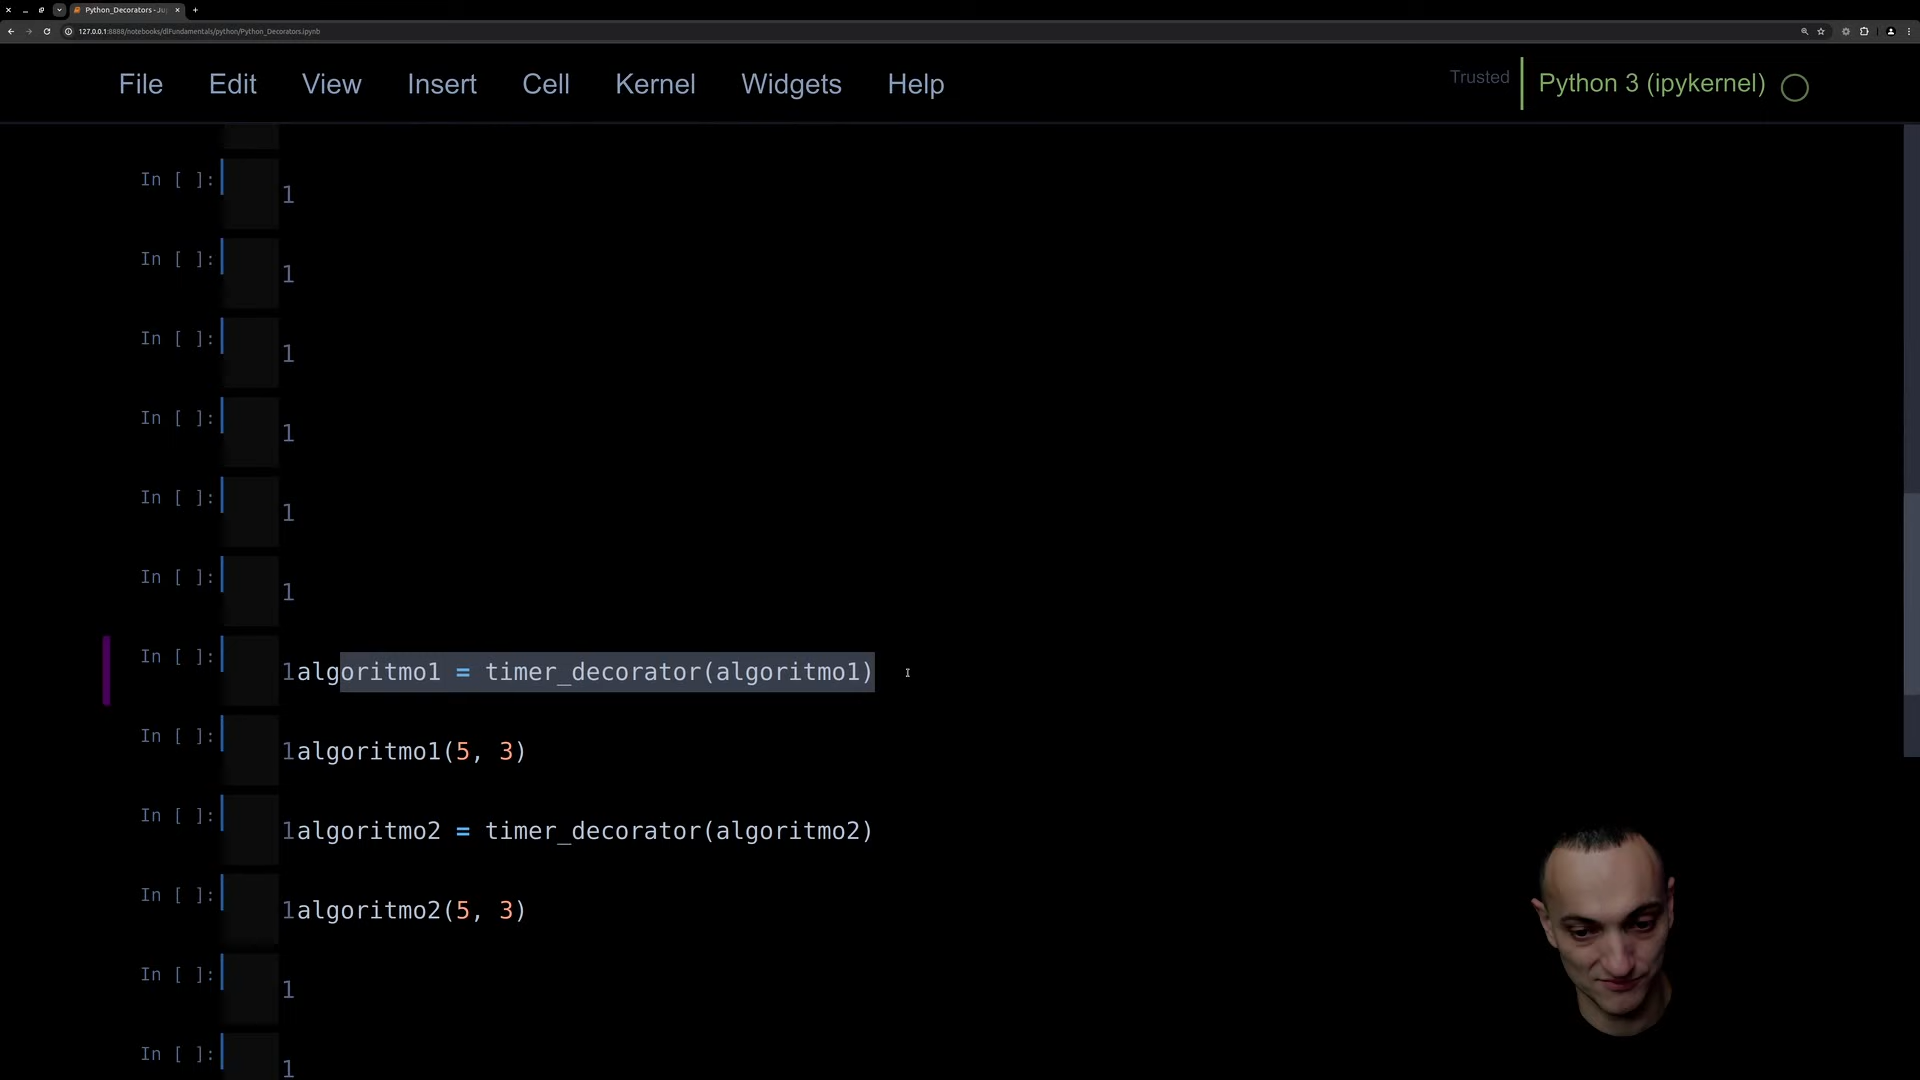 Python_Decorators - Ju
127.0.0.1:8888/notebooks/dlFundamentals/python/Python_Decorators.ipynb
File Edit View Insert Cell Kernel Widgets Help Trusted Python 3 (ipykernel)
In [ ]: 1
In [ ]: 1
In [ ]: 1
In [ ]: 1
In [ ]: 1
In [ ]: 1
In [ ]: 1algoritmo1 = timer_decorator(algoritmo1)
In [ ]: 1algoritmo1(5, 3)
In [ ]: 1algoritmo2 = timer_decorator(algoritmo2)
In [ ]: 1algoritmo2(5, 3)
In [ ]: 1
In [ ]: 1